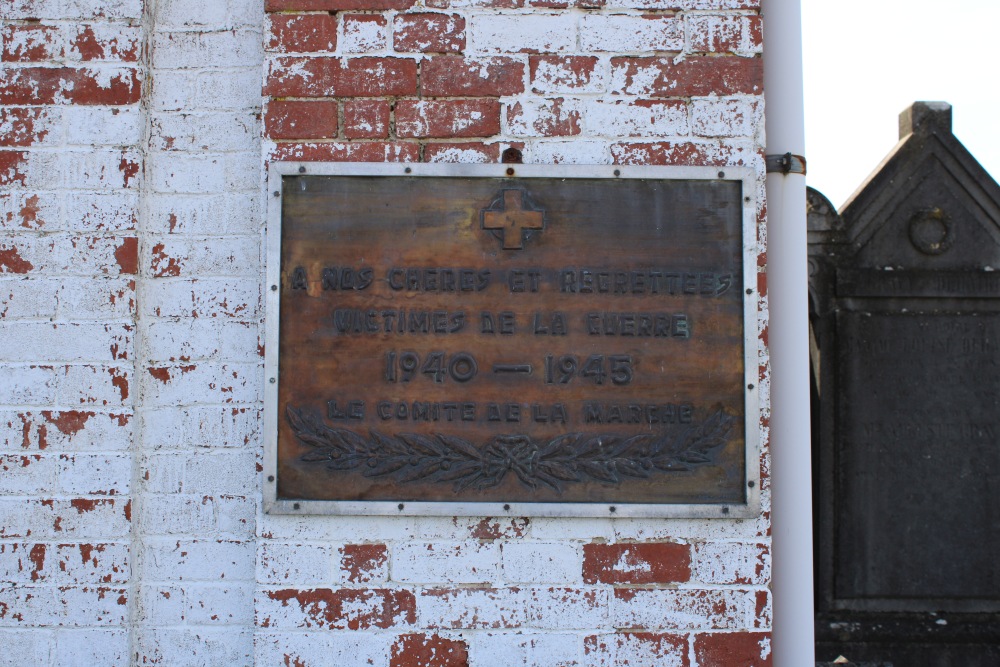 A NOS CHERES ET REGRETTEES
VICTIMES DE LA GUERRE
1940 — 1945
LE COMITE DE LA MARCHE